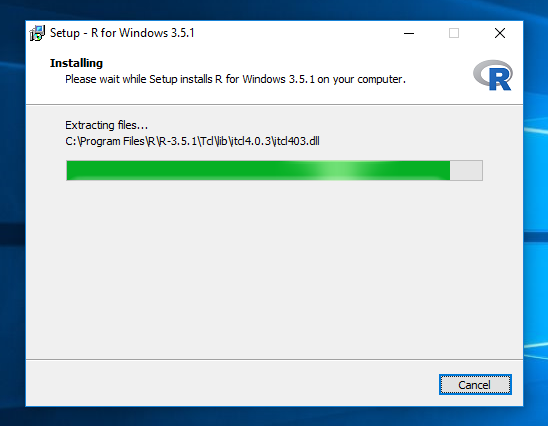 Setup - R for Windows 3.5.1
Installing
Please wait while Setup installs R for Windows 3.5.1 on your computer.
R
Extracting files...
C:\Program Files\R\R-3.5.1\Tcl\lib\itcl4.0.3\itcl403.dll
Cancel